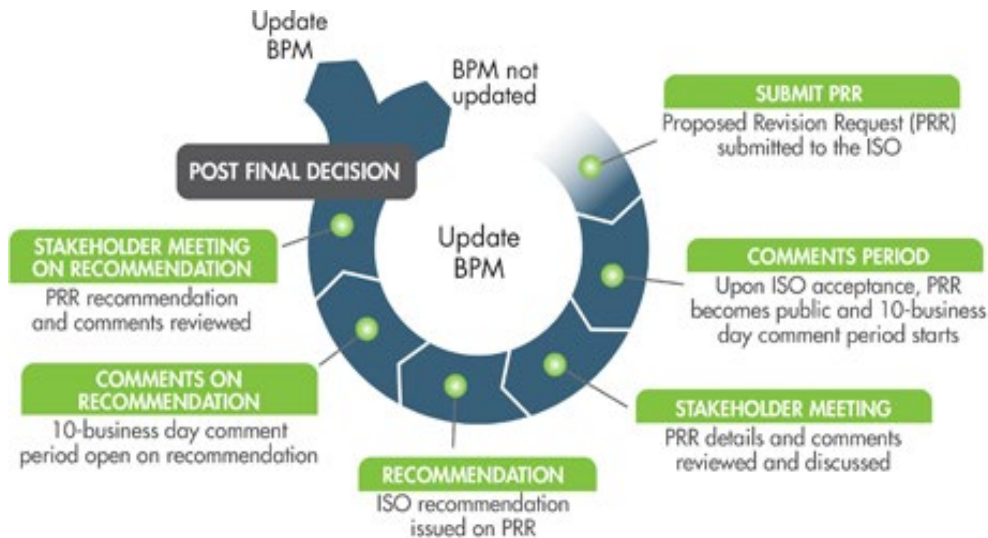 Update
BPM
BPM not
updated
SUBMIT PRR
Proposed Revision Request (PRR)
submitted to the ISO
POST FINAL DECISION
Update
BPM
COMMENTS PERIOD
Upon ISO acceptance, PRR
becomes public and 10-business
day comment period starts
STAKEHOLDER MEETING
PRR details and comments
reviewed and discussed
RECOMMENDATION
ISO recommendation
issued on PRR
COMMENTS ON
RECOMMENDATION
10-business day comment
period open on recommendation
STAKEHOLDER MEETING
ON RECOMMENDATION
PRR recommendation
and comments reviewed